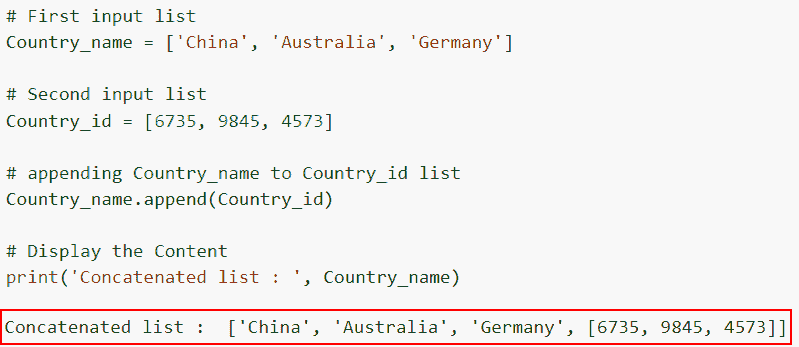 # First input list
Country_name = ['China', 'Australia', 'Germany']
# Second input list
Country_id = [6735, 9845, 4573]
# appending Country_name to Country_id list
Country_name.append(Country_id)
# Display the Content
print('Concatenated list : ', Country_name)
Concatenated list :  ['China', 'Australia', 'Germany', [6735, 9845, 4573]]